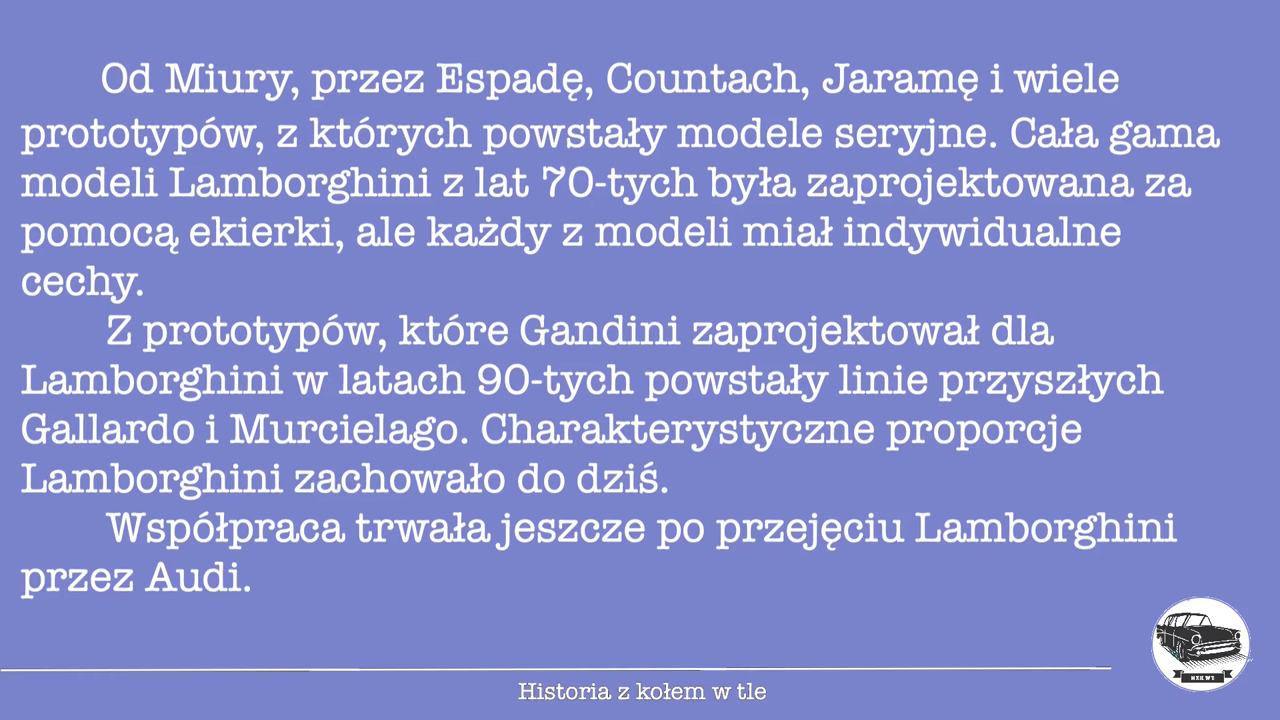 Od Miury, przez Espadę, Countach, Jaramę i wiele
prototypów, z których powstały modele seryjne. Cała gama
modeli Lamborghini z lat 70-tych była zaprojektowana za
pomocą ekierki, ale każdy z modeli miał indywidualne
cechy.
Z prototypów, które Gandini zaprojektował dla
Lamborghini w latach 90-tych powstały linie przyszłych
Gallardo i Murcielago. Charakterystyczne proporcje
Lamborghini zachowało do dziś.
Współpraca trwała jeszcze po przejęciu Lamborghini
przez Audi.
Historia z kołem w tle